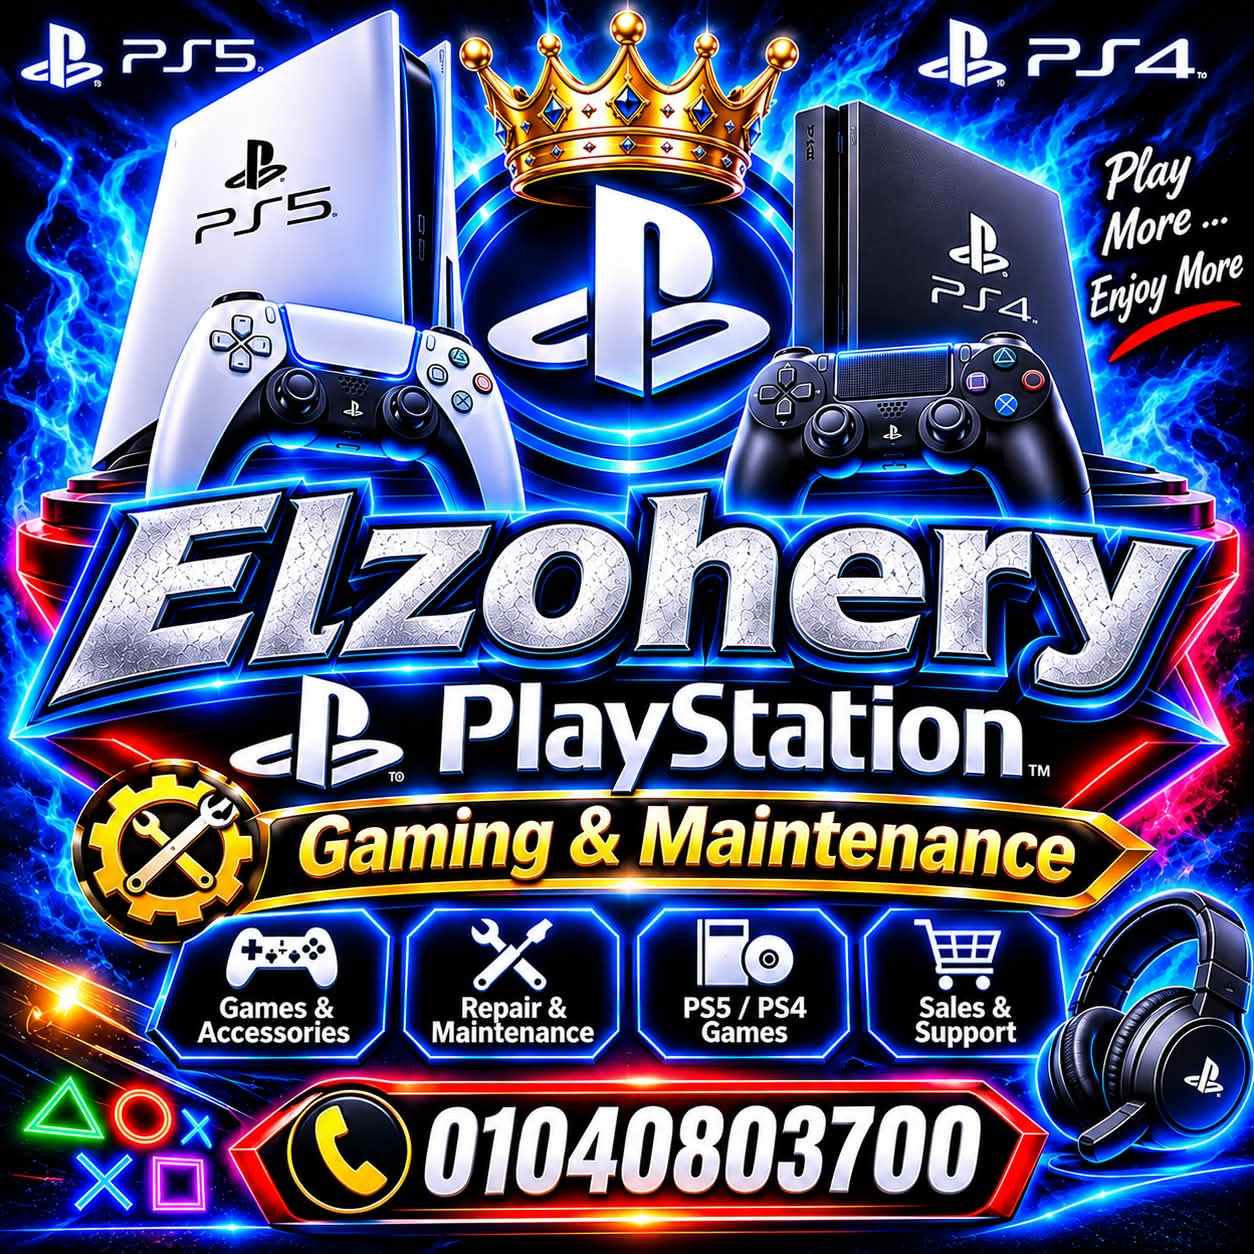 PS5
PS4
PS5
PS4
Play
More ...
Enjoy More
Elzohery
PlayStation™
Gaming & Maintenance
Games &
Accessories
Repair &
Maintenance
PS5 / PS4
Games
Sales &
Support
01040803700